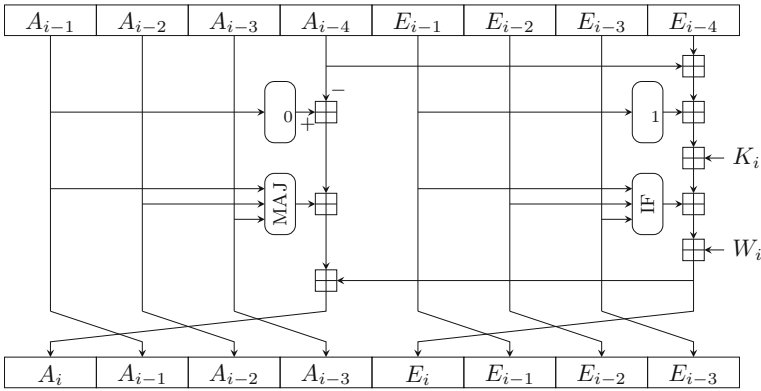 A_{i−1} A_{i−2} A_{i−3} A_{i−4} E_{i−1} E_{i−2} E_{i−3} E_{i−4}
−
0 + 1
K_i
MAJ IF
W_i
A_i A_{i−1} A_{i−2} A_{i−3} E_i E_{i−1} E_{i−2} E_{i−3}